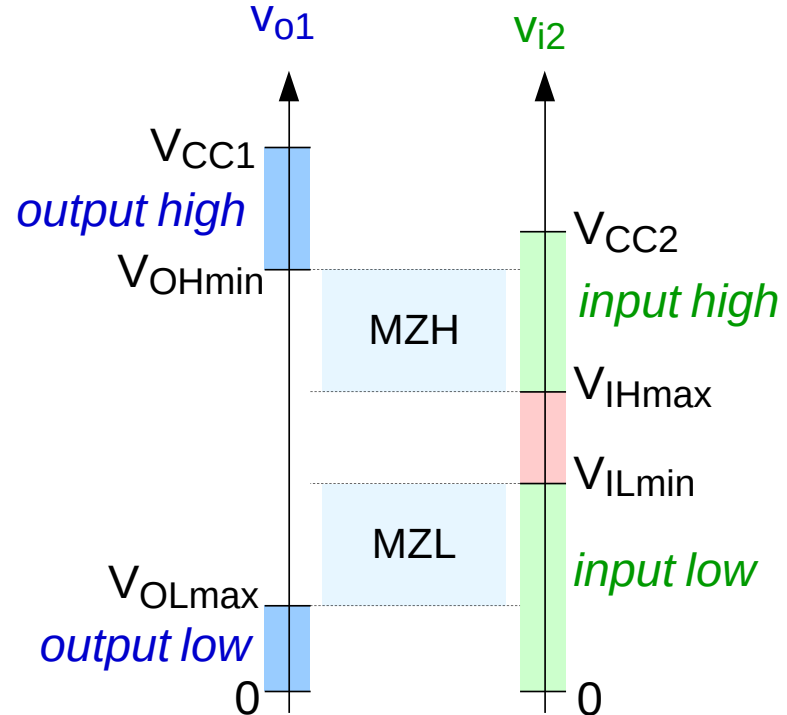 vo1
vi2
VCC1
output high
VCC2
VOHmin
input high
MZH
VIHmax
VILmin
MZL
input low
VOLmax
output low
0
0